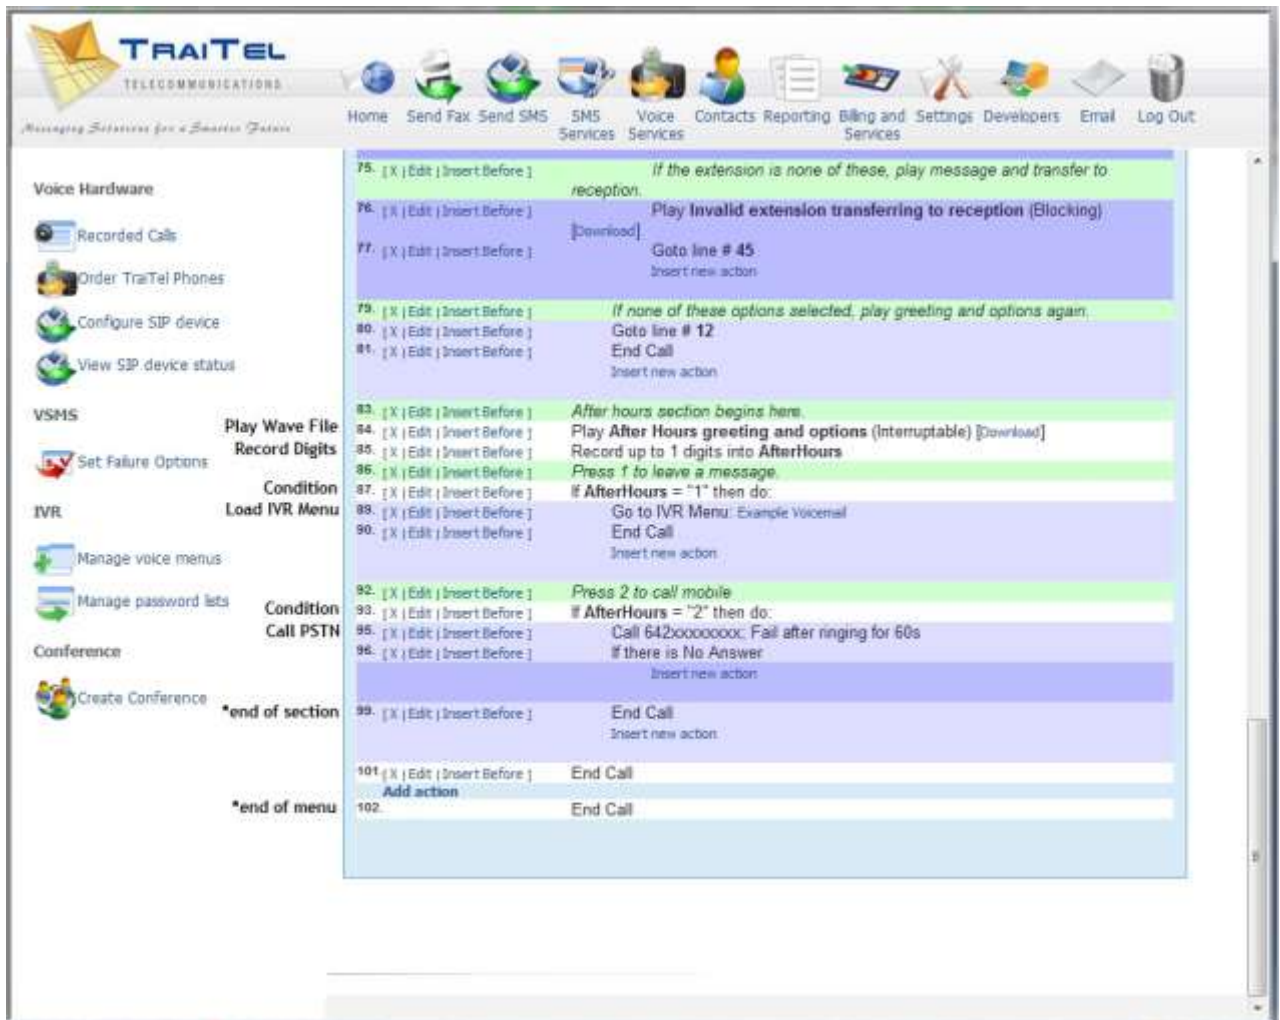 TRAITEL
TELECOMMUNICATIONS
Messaging Solutions for a Smarter Future
Home Send Fax Send SMS SMS Services Voice Services Contacts Reporting Billing and Services Settings Developers Email Log Out
Voice Hardware
Recorded Calls
Order TraiTel Phones
Configure SIP device
View SIP device status
VSMS
Set Failure Options
IVR
Manage voice menus
Manage password lists
Conference
Create Conference
75. [ X | Edit | Insert Before ] If the extension is none of these, play message and transfer to
reception.
76. [ X | Edit | Insert Before ] Play Invalid extension transferring to reception (Blocking)
[Download]
77. [ X | Edit | Insert Before ] Goto line # 45
Insert new action
79. [ X | Edit | Insert Before ] If none of these options selected, play greeting and options again.
80. [ X | Edit | Insert Before ] Goto line # 12
81. [ X | Edit | Insert Before ] End Call
Insert new action
83. [ X | Edit | Insert Before ] After hours section begins here.
Play Wave File 84. [ X | Edit | Insert Before ] Play After Hours greeting and options (Interruptable) [Download]
Record Digits 85. [ X | Edit | Insert Before ] Record up to 1 digits into AfterHours
86. [ X | Edit | Insert Before ] Press 1 to leave a message.
Condition 87. [ X | Edit | Insert Before ] If AfterHours = "1" then do:
Load IVR Menu 89. [ X | Edit | Insert Before ] Go to IVR Menu: Example Voicemail
90. [ X | Edit | Insert Before ] End Call
Insert new action
92. [ X | Edit | Insert Before ] Press 2 to call mobile
Condition 93. [ X | Edit | Insert Before ] If AfterHours = "2" then do:
Call PSTN 95. [ X | Edit | Insert Before ] Call 642xxxxxxxx; Fail after ringing for 60s
96. [ X | Edit | Insert Before ] If there is No Answer
Insert new action
*end of section 99. [ X | Edit | Insert Before ] End Call
Insert new action
101 [ X | Edit | Insert Before ] End Call
Add action
*end of menu 102. End Call